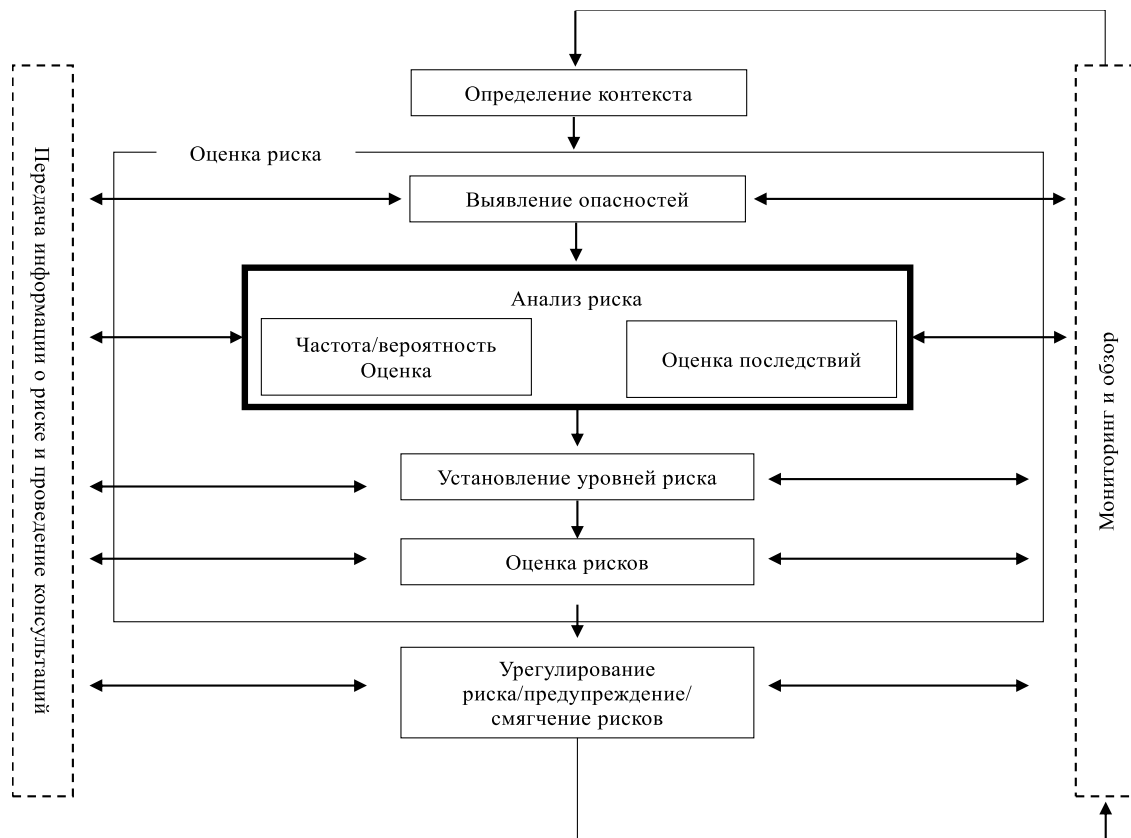 Определение контекста
Оценка риска
Выявление опасностей
Анализ риска
Частота/вероятность
Оценка
Оценка последствий
Установление уровней риска
Оценка рисков
Урегулирование
риска/предупреждение/
смягчение рисков
Передача информации о риске и проведение консультаций
Мониторинг и обзор